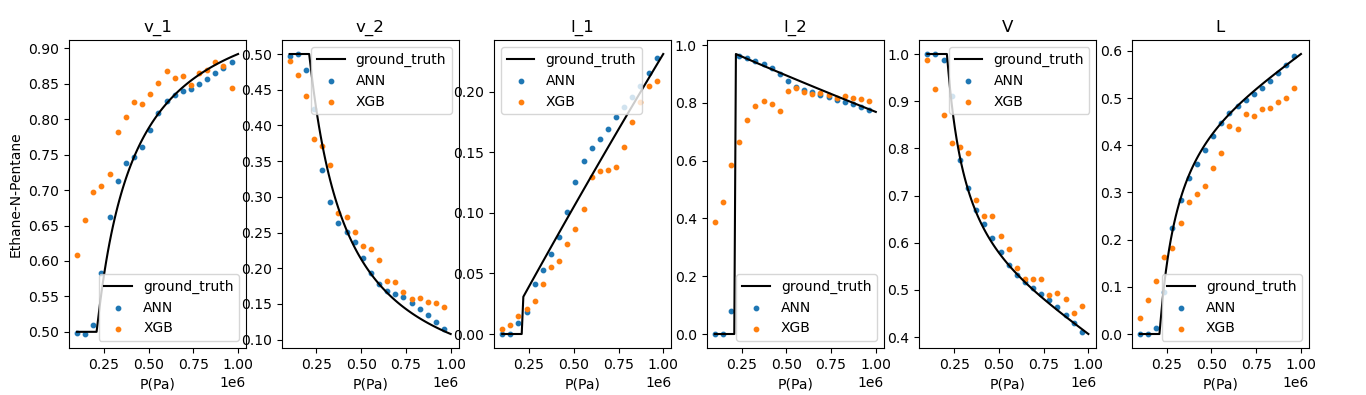 v_1
v_2
l_1
l_2
V
L
Ethane-N-Pentane
0.90
0.85
0.80
0.75
0.70
0.65
0.60
0.55
0.50
ground_truth
ANN
XGB
0.25 0.50 0.75 1.00
P(Pa)
1e6
0.50
0.45
0.40
0.35
0.30
0.25
0.20
0.15
0.10
ground_truth
ANN
XGB
0.25 0.50 0.75 1.00
P(Pa)
1e6
0.20
0.15
0.10
0.05
0.00
ground_truth
ANN
XGB
0.25 0.50 0.75 1.00
P(Pa)
1e6
1.0
0.8
0.6
0.4
0.2
0.0
ground_truth
ANN
XGB
0.25 0.50 0.75 1.00
P(Pa)
1e6
1.0
0.9
0.8
0.7
0.6
0.5
0.4
ground_truth
ANN
XGB
0.25 0.50 0.75 1.00
P(Pa)
1e6
0.6
0.5
0.4
0.3
0.2
0.1
0.0
ground_truth
ANN
XGB
0.25 0.50 0.75 1.00
P(Pa)
1e6